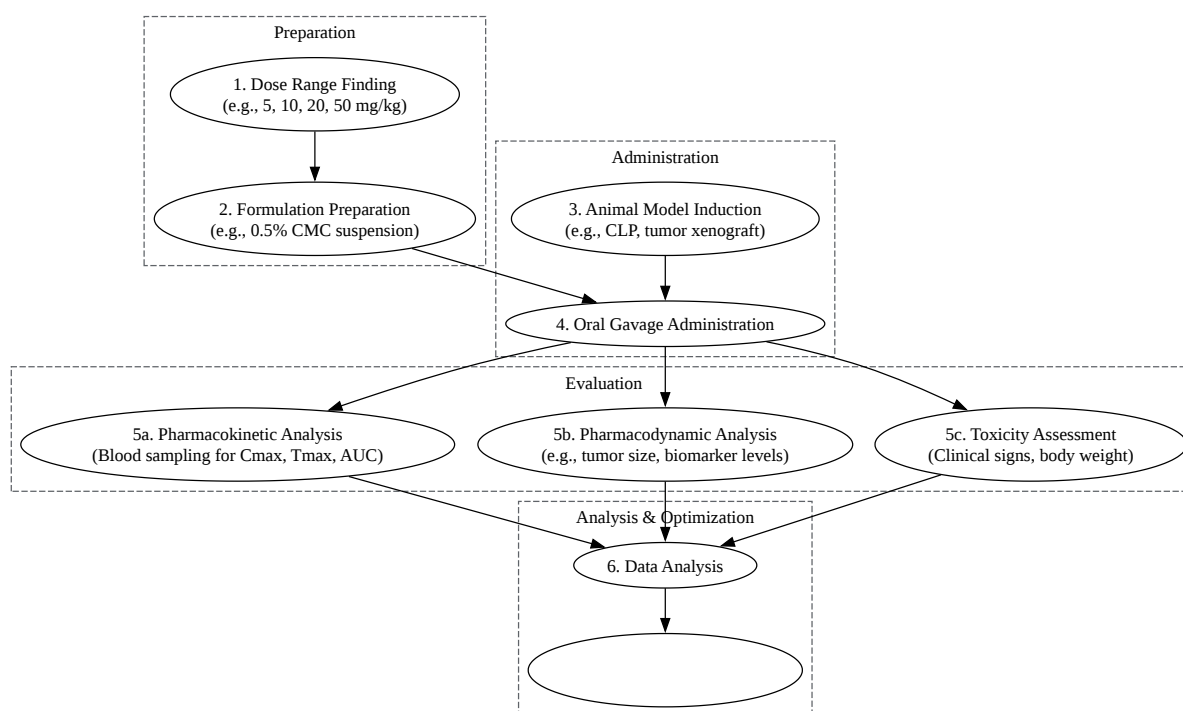 Preparation
1. Dose Range Finding
(e.g., 5, 10, 20, 50 mg/kg)
2. Formulation Preparation
(e.g., 0.5% CMC suspension)
Administration
3. Animal Model Induction
(e.g., CLP, tumor xenograft)
4. Oral Gavage Administration
Evaluation
5a. Pharmacokinetic Analysis
(Blood sampling for Cmax, Tmax, AUC)
5b. Pharmacodynamic Analysis
(e.g., tumor size, biomarker levels)
5c. Toxicity Assessment
(Clinical signs, body weight)
Analysis & Optimization
6. Data Analysis